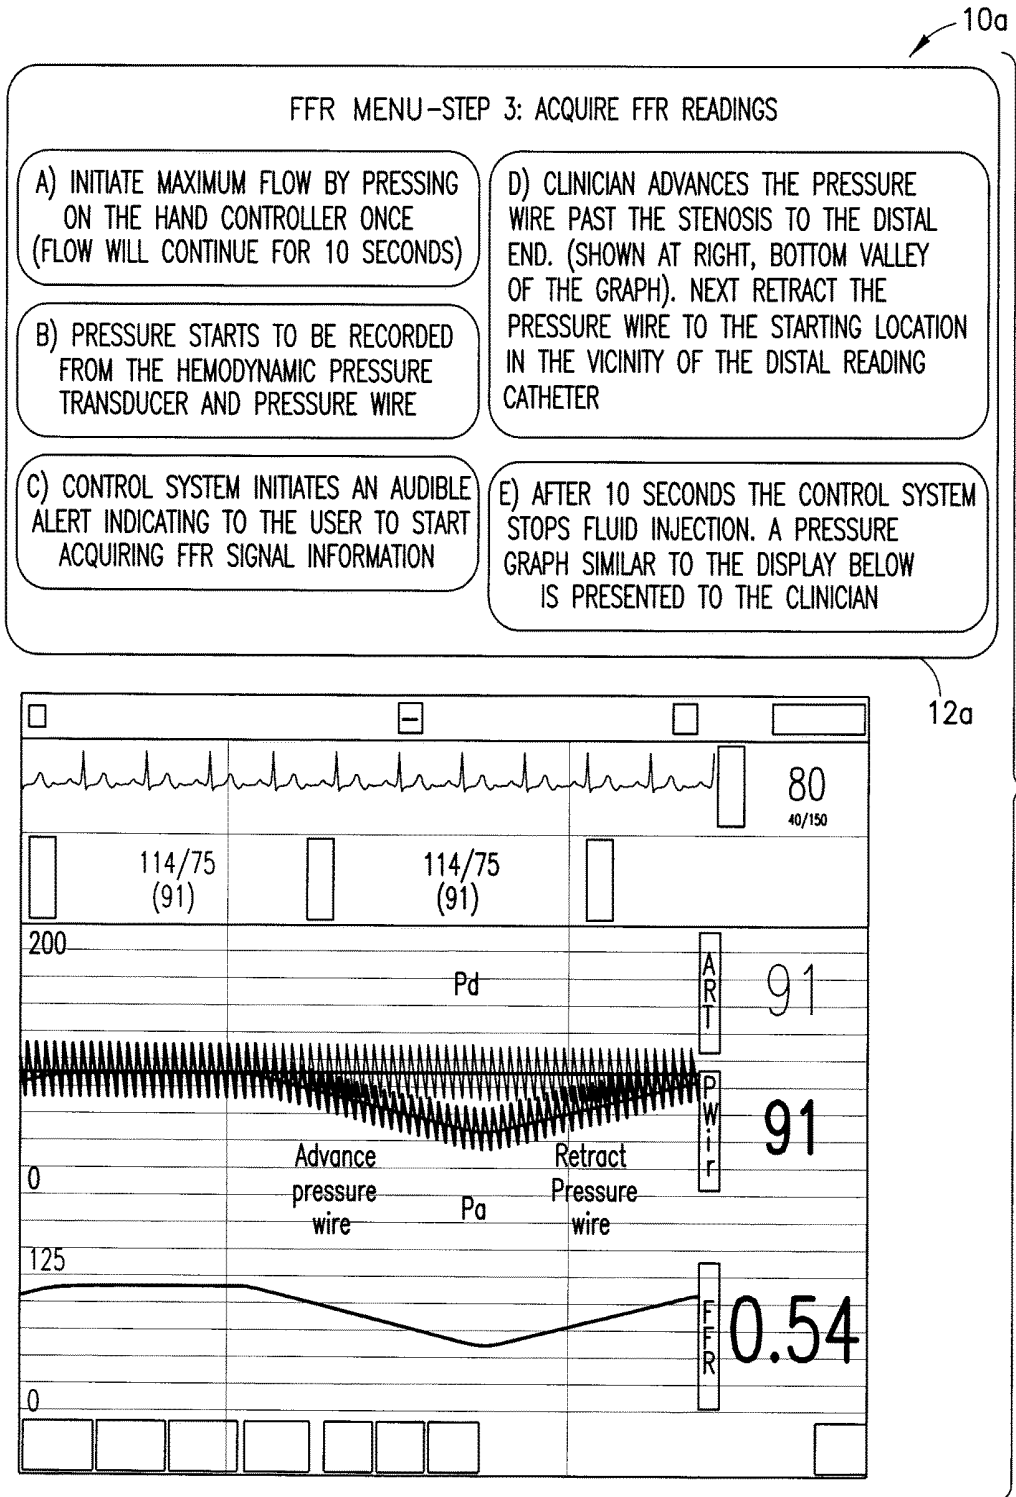 10a
FFR MENU-STEP 3: ACQUIRE FFR READINGS
A) INITIATE MAXIMUM FLOW BY PRESSING
ON THE HAND CONTROLLER ONCE
(FLOW WILL CONTINUE FOR 10 SECONDS)
B) PRESSURE STARTS TO BE RECORDED
FROM THE HEMODYNAMIC PRESSURE
TRANSDUCER AND PRESSURE WIRE
C) CONTROL SYSTEM INITIATES AN AUDIBLE
ALERT INDICATING TO THE USER TO START
ACQUIRING FFR SIGNAL INFORMATION
D) CLINICIAN ADVANCES THE PRESSURE
WIRE PAST THE STENOSIS TO THE DISTAL
END. (SHOWN AT RIGHT, BOTTOM VALLEY
OF THE GRAPH). NEXT RETRACT THE
PRESSURE WIRE TO THE STARTING LOCATION
IN THE VICINITY OF THE DISTAL READING
CATHETER
E) AFTER 10 SECONDS THE CONTROL SYSTEM
STOPS FLUID INJECTION. A PRESSURE
GRAPH SIMILAR TO THE DISPLAY BELOW
IS PRESENTED TO THE CLINICIAN
12a
80
40/150
114/75
(91)
114/75
(91)
200
Pd
ART
91
PWir
91
0
Advance
pressure
wire
Pa
Retract
Pressure
wire
125
FFR
0.54
0